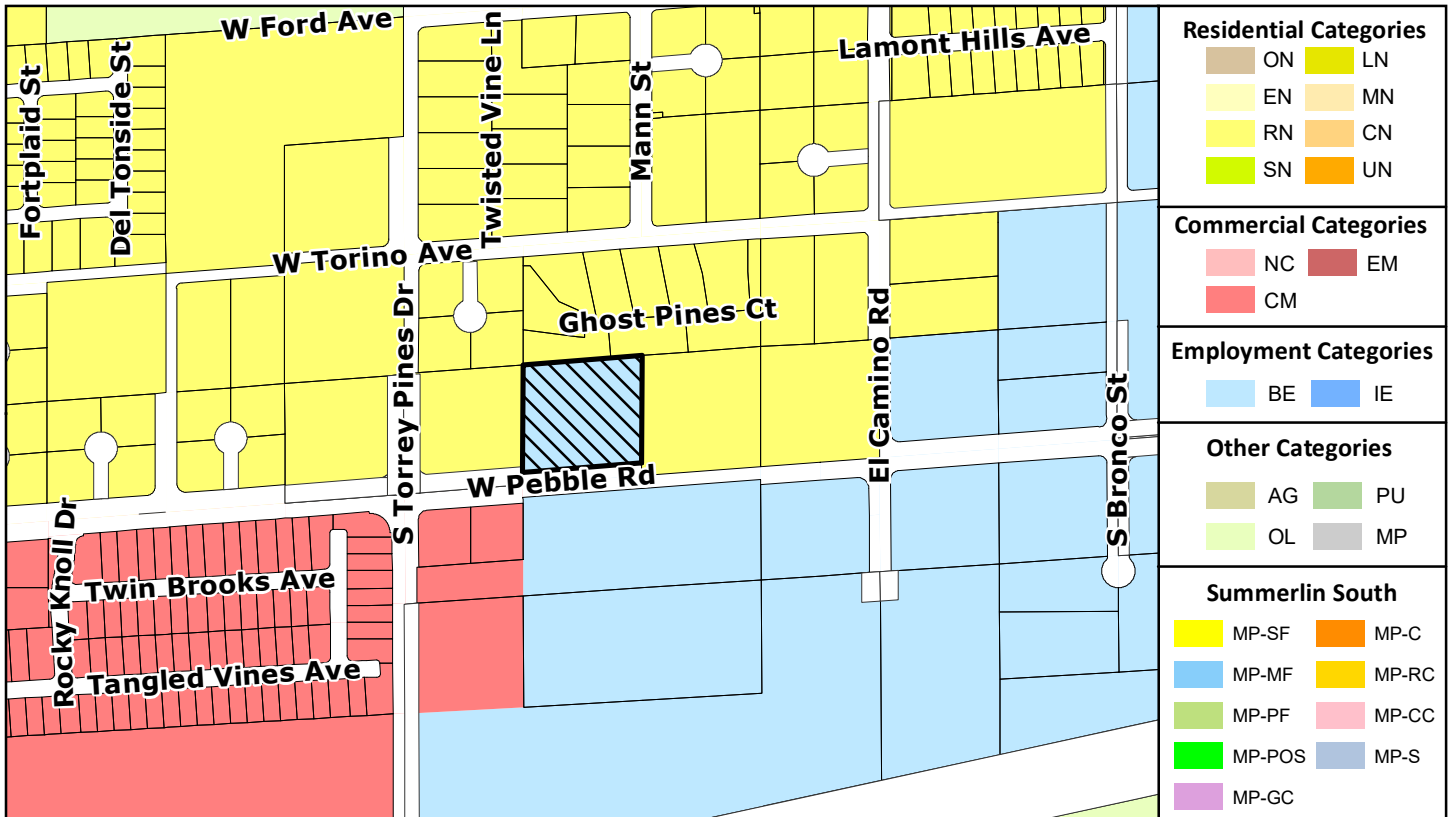 W Ford Ave
Twisted Vine Ln
Mann St
Lamont Hills Ave
Fortplaid St
Del Tonside St
W Torino Ave
Ghost Pines Ct
S Torrey Pines Dr
El Camino Rd
S Bronco St
W Pebble Rd
Rocky Knoll Dr
Twin Brooks Ave
Tangled Vines Ave
Residential Categories
ON LN
EN MN
RN CN
SN UN
Commercial Categories
NC EM
CM
Employment Categories
BE IE
Other Categories
AG PU
OL MP
Summerlin South
MP-SF MP-C
MP-MF MP-RC
MP-PF MP-CC
MP-POS MP-S
MP-GC